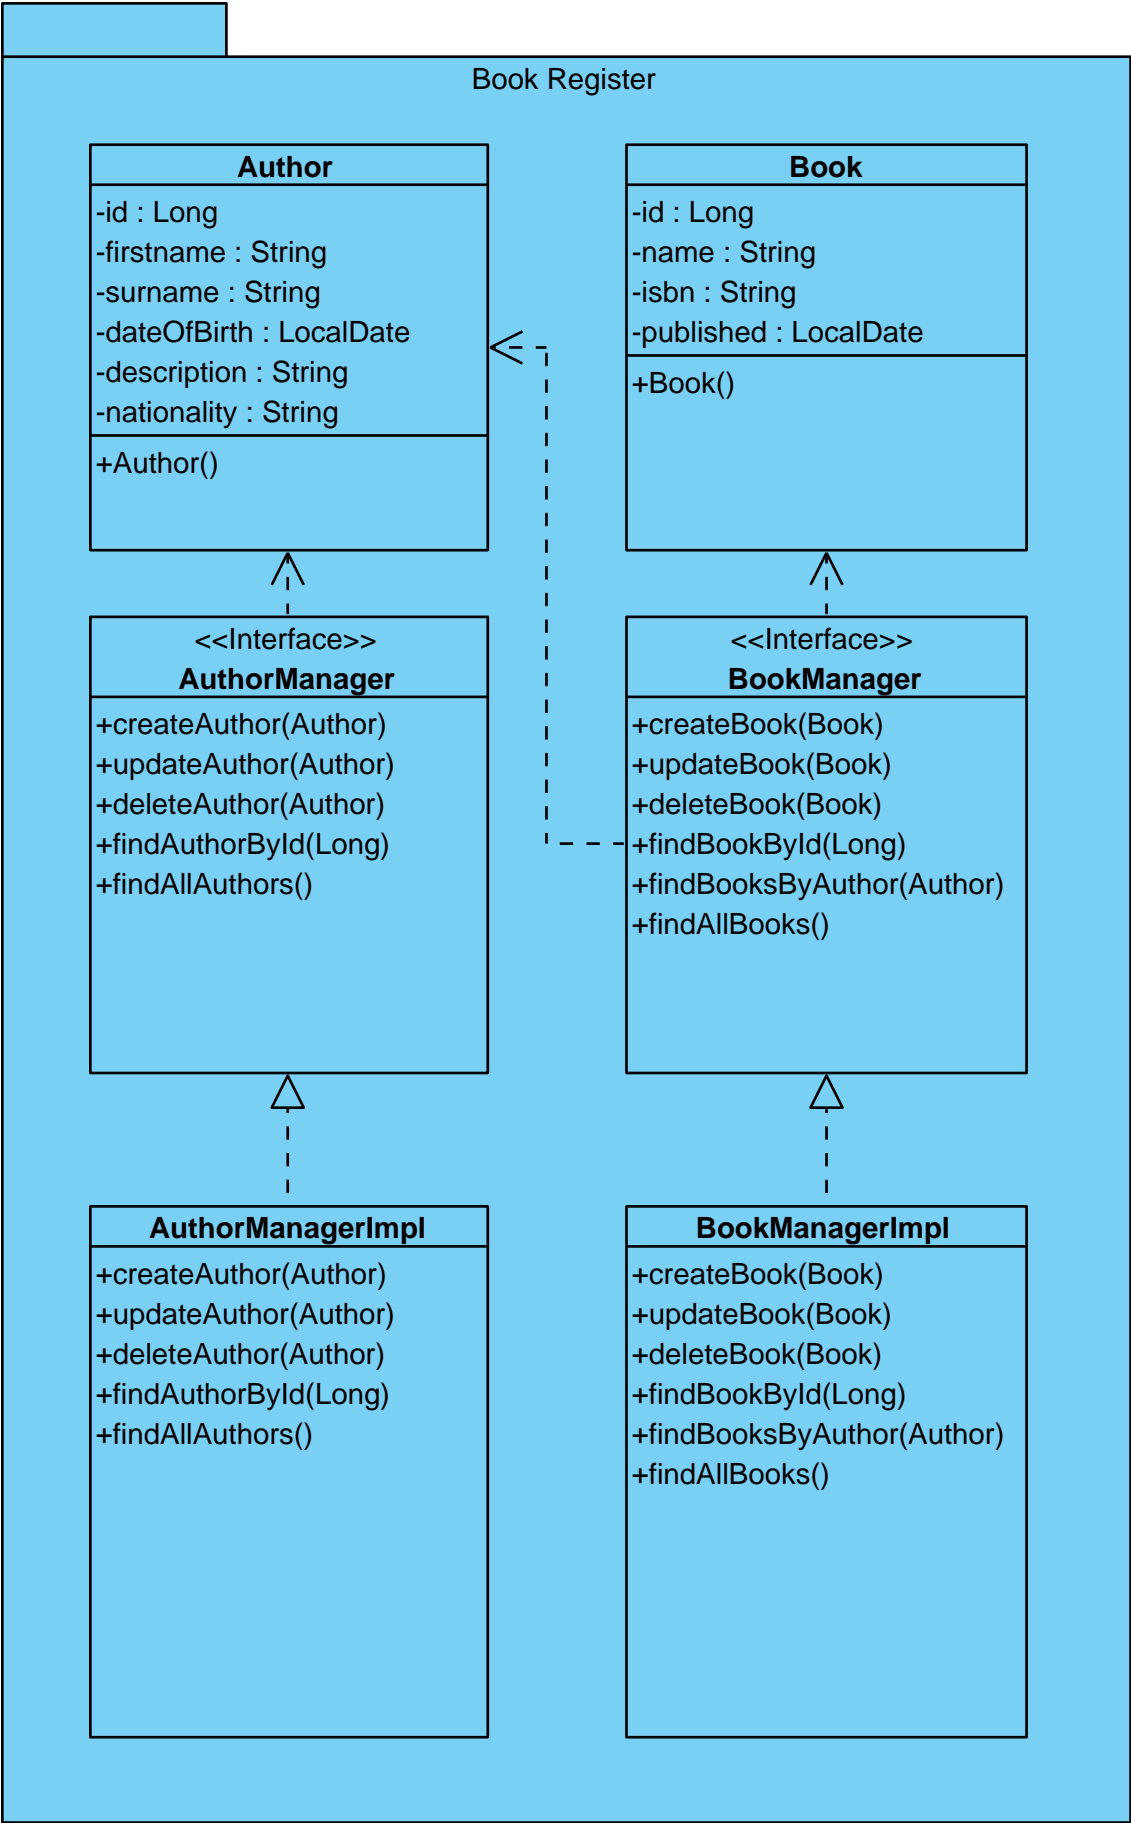 Book Register
Author
-id : Long
-firstname : String
-surname : String
-dateOfBirth : LocalDate
-description : String
-nationality : String
+Author()
Book
-id : Long
-name : String
-isbn : String
-published : LocalDate
+Book()
<<Interface>>
AuthorManager
+createAuthor(Author)
+updateAuthor(Author)
+deleteAuthor(Author)
+findAuthorById(Long)
+findAllAuthors()
<<Interface>>
BookManager
+createBook(Book)
+updateBook(Book)
+deleteBook(Book)
+findBookById(Long)
+findBooksByAuthor(Author)
+findAllBooks()
AuthorManagerImpl
+createAuthor(Author)
+updateAuthor(Author)
+deleteAuthor(Author)
+findAuthorById(Long)
+findAllAuthors()
BookManagerImpl
+createBook(Book)
+updateBook(Book)
+deleteBook(Book)
+findBookById(Long)
+findBooksByAuthor(Author)
+findAllBooks()